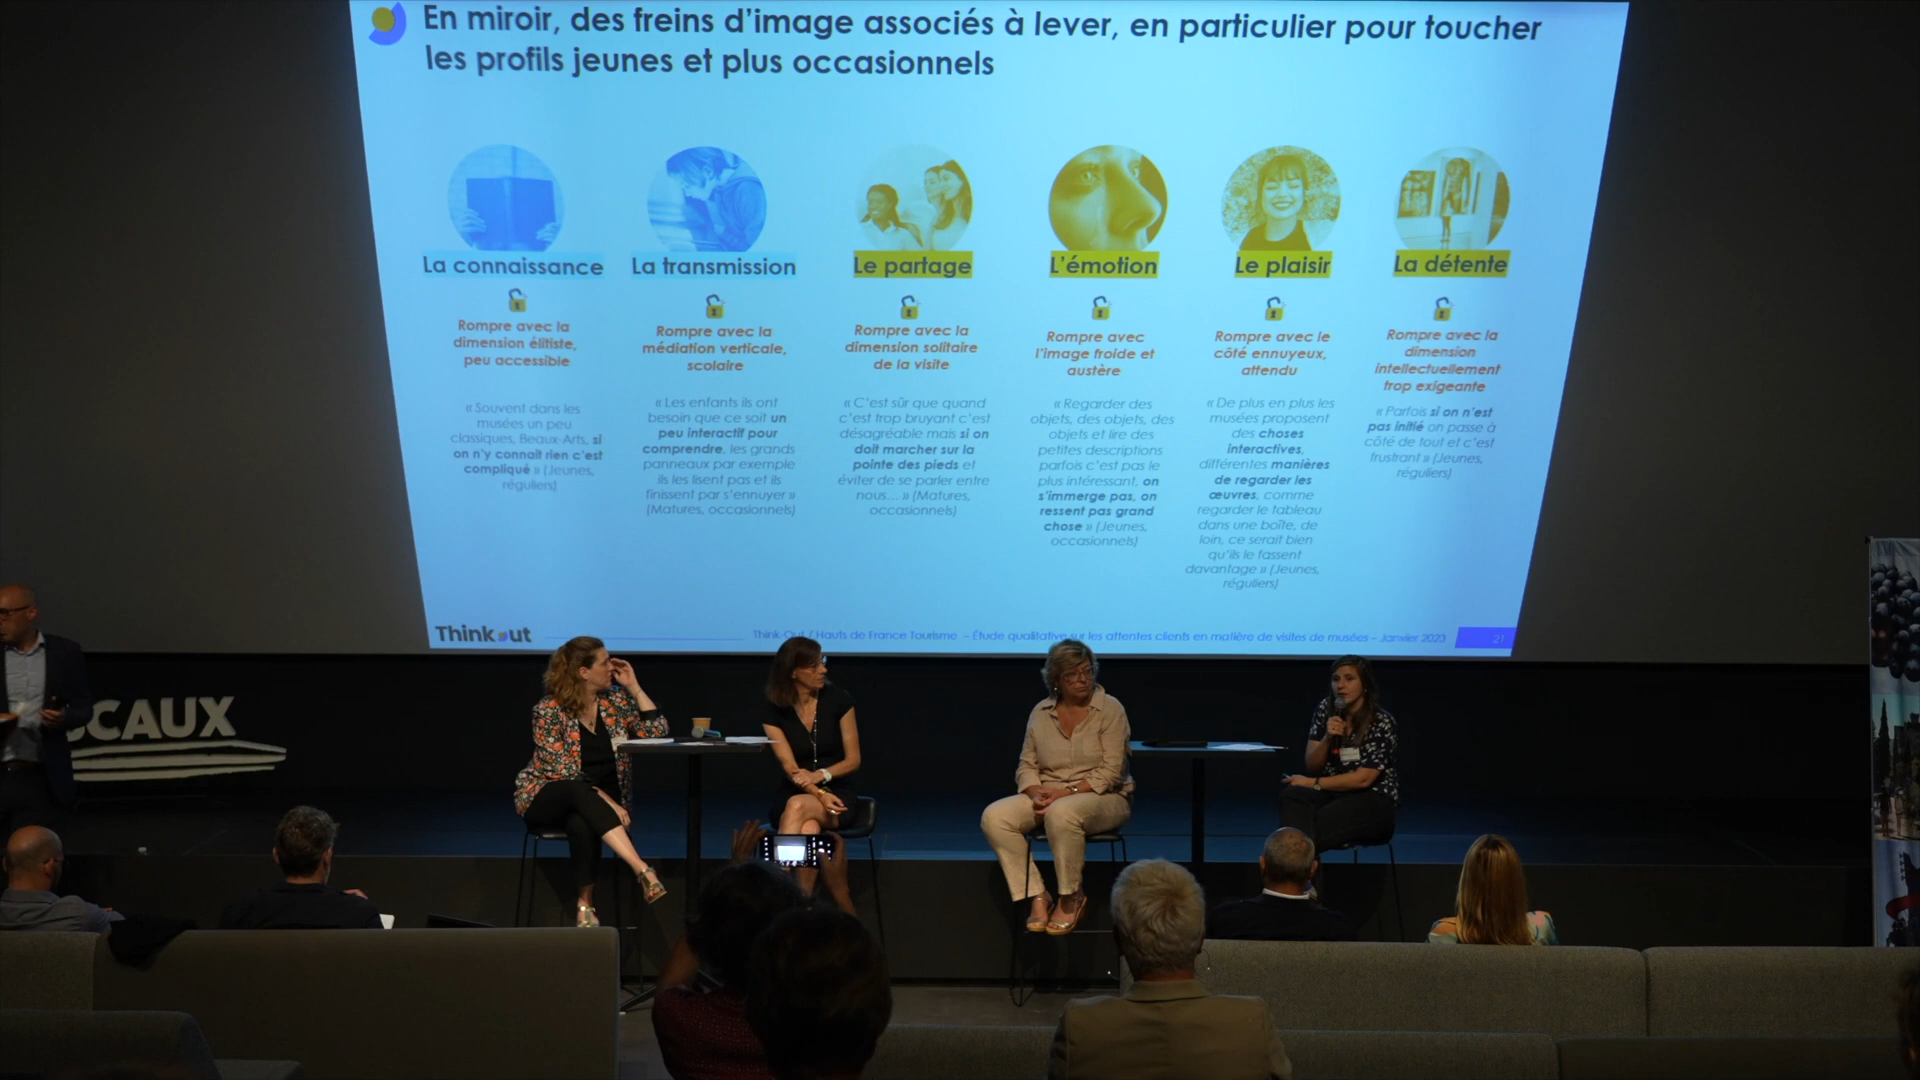 En miroir, des freins d'image associés à lever, en particulier pour toucher
les profils jeunes et plus occasionnels
La connaissance
Rompre avec la
dimension élitiste,
peu accessible
« Souvent dans les
musées un peu
classiques, Beaux-Arts, si
on n'y connait rien c'est
compliqué » (Jeunes,
réguliers)
La transmission
Rompre avec la
médiation verticale,
scolaire
« Les enfants ils ont
besoin que ce soit un
peu interactif pour
comprendre, les grands
panneaux par exemple
ils les lisent pas et ils
finissent par s'ennuyer »
(Matures, occasionnels)
Le partage
Rompre avec la
dimension solitaire
de la visite
« C'est sûr que quand
c'est trop bruyant c'est
désagréable mais si on
doit marcher sur la
pointe des pieds et
éviter de se parler entre
nous... » (Matures,
occasionnels)
L'émotion
Rompre avec
l'image froide et
austère
« Regarder des
objets, des objets, des
objets et lire des
petites descriptions
parfois c'est pas le
plus intéressant, on
s'immerge pas, on
ressent pas grand
chose » (Jeunes,
occasionnels)
Le plaisir
Rompre avec le
côté ennuyeux,
attendu
« De plus en plus les
musées proposent
des choses
interactives,
différentes manières
de regarder les
œuvres, comme
regarder le tableau
dans une boîte, de
loin, ce serait bien
qu'ils le fassent
davantage » (Jeunes,
réguliers)
La détente
Rompre avec la
dimension
intellectuellement
trop exigeante
« Parfois si on n'est
pas initié on passe à
côté de tout et c'est
frustrant » (Jeunes,
réguliers)
Think out
Think-Out / Hauts de France Tourisme – Étude qualitative sur les attentes clients en matière de visites de musées – Janvier 2023
21
SCAUX